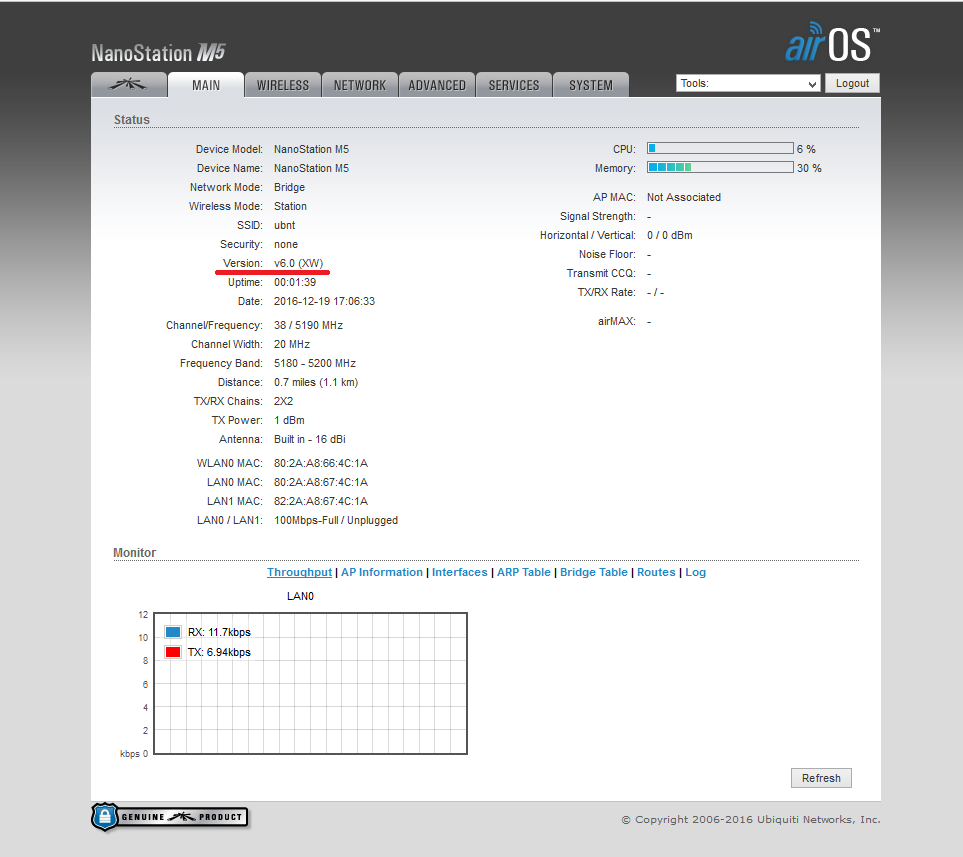 NanoStation M5
airOS™
MAIN WIRELESS NETWORK ADVANCED SERVICES SYSTEM Tools: Logout
Status
Device Model: NanoStation M5
Device Name: NanoStation M5
Network Mode: Bridge
Wireless Mode: Station
SSID: ubnt
Security: none
Version: v6.0 (XW)
Uptime: 00:01:39
Date: 2016-12-19 17:06:33
Channel/Frequency: 38 / 5190 MHz
Channel Width: 20 MHz
Frequency Band: 5180 - 5200 MHz
Distance: 0.7 miles (1.1 km)
TX/RX Chains: 2X2
TX Power: 1 dBm
Antenna: Built in - 16 dBi
WLAN0 MAC: 80:2A:A8:66:4C:1A
LAN0 MAC: 80:2A:A8:67:4C:1A
LAN1 MAC: 82:2A:A8:67:4C:1A
LAN0 / LAN1: 100Mbps-Full / Unplugged
CPU: 6 %
Memory: 30 %
AP MAC: Not Associated
Signal Strength: -
Horizontal / Vertical: 0 / 0 dBm
Noise Floor: -
Transmit CCQ: -
TX/RX Rate: - / -
airMAX: -
Monitor
Throughput | AP Information | Interfaces | ARP Table | Bridge Table | Routes | Log
LAN0
12
10
8
6
4
2
kbps 0
RX: 11.7kbps
TX: 6.94kbps
Refresh
GENUINE PRODUCT
© Copyright 2006-2016 Ubiquiti Networks, Inc.